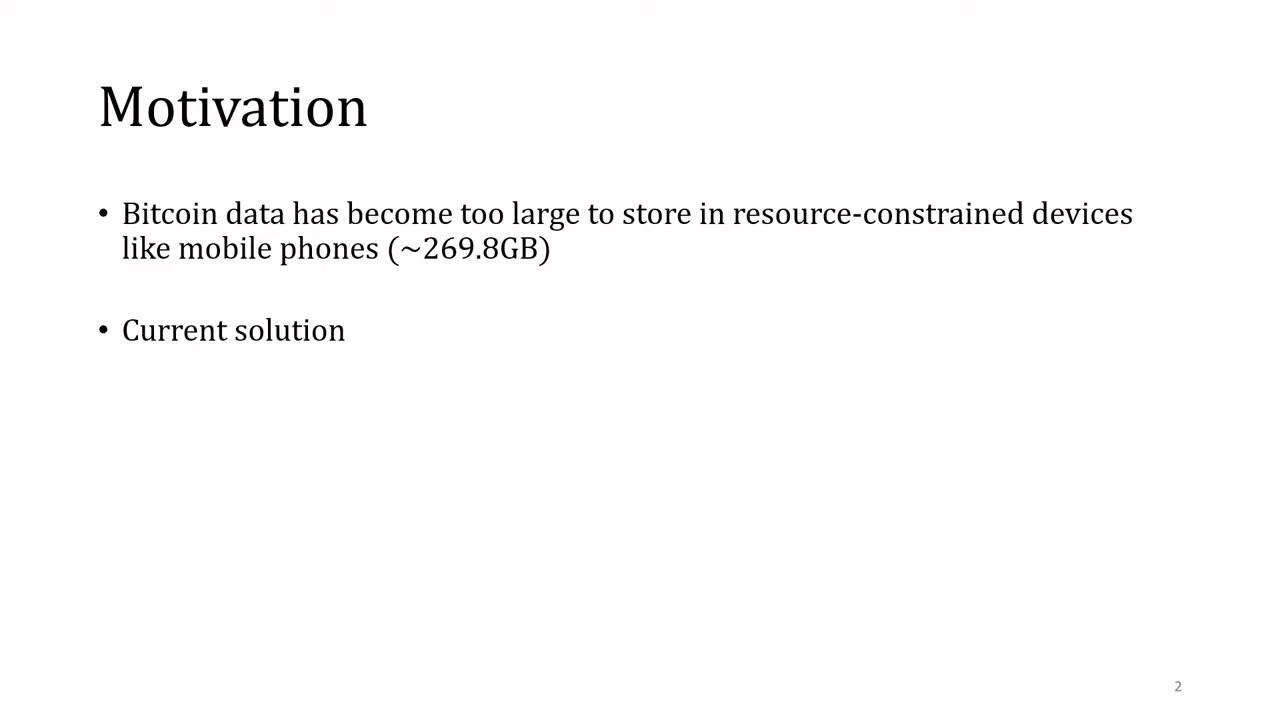 Motivation
• Bitcoin data has become too large to store in resource-constrained devices
like mobile phones (~269.8GB)
• Current solution
2